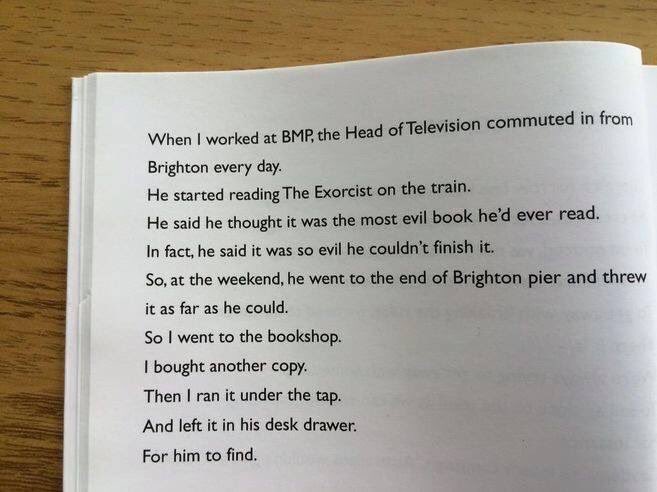 When I worked at BMP, the Head of Television commuted in from
Brighton every day.
He started reading The Exorcist on the train.
He said he thought it was the most evil book he'd ever read.
In fact, he said it was so evil he couldn't finish it.
So, at the weekend, he went to the end of Brighton pier and threw
it as far as he could.
So I went to the bookshop.
I bought another copy.
Then I ran it under the tap.
And left it in his desk drawer.
For him to find.